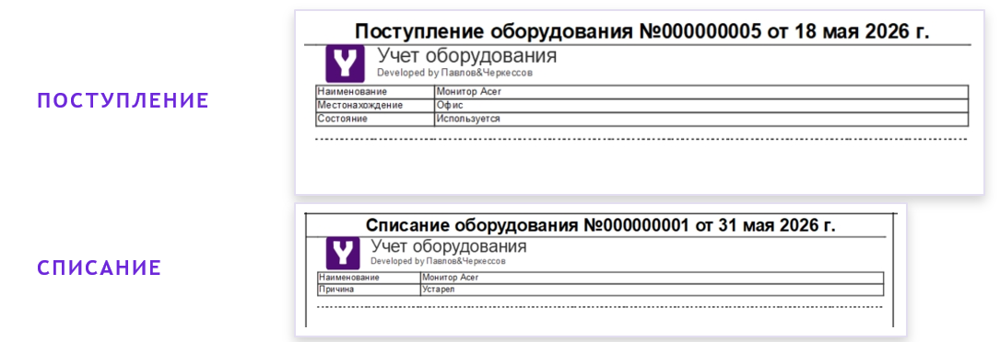 ПОСТУПЛЕНИЕ
Поступление оборудования №000000005 от 18 мая 2026 г.
Учет оборудования
Developed by Павлов&Черкессов
Наименование Монитор Acer
Местонахождение Офис
Состояние Используется
СПИСАНИЕ
Списание оборудования №000000001 от 31 мая 2026 г.
Учет оборудования
Developed by Павлов&Черкессов
Наименование Монитор Acer
Причина Устарел